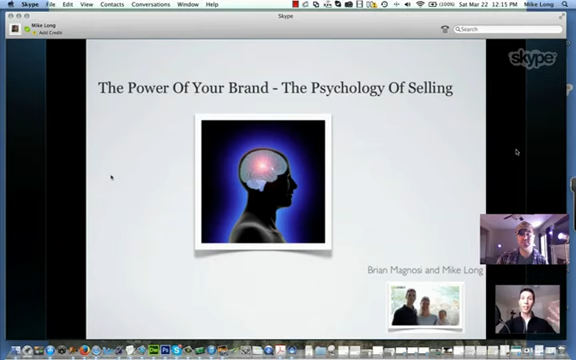 Skype File Edit View Contacts Conversations Window Help
(100%) Sat Mar 22 12:15 PM Mike Long
Skype
Mike Long
Add Credit
Search
skype
The Power Of Your Brand - The Psychology Of Selling
Brian Magnosi and Mike Long